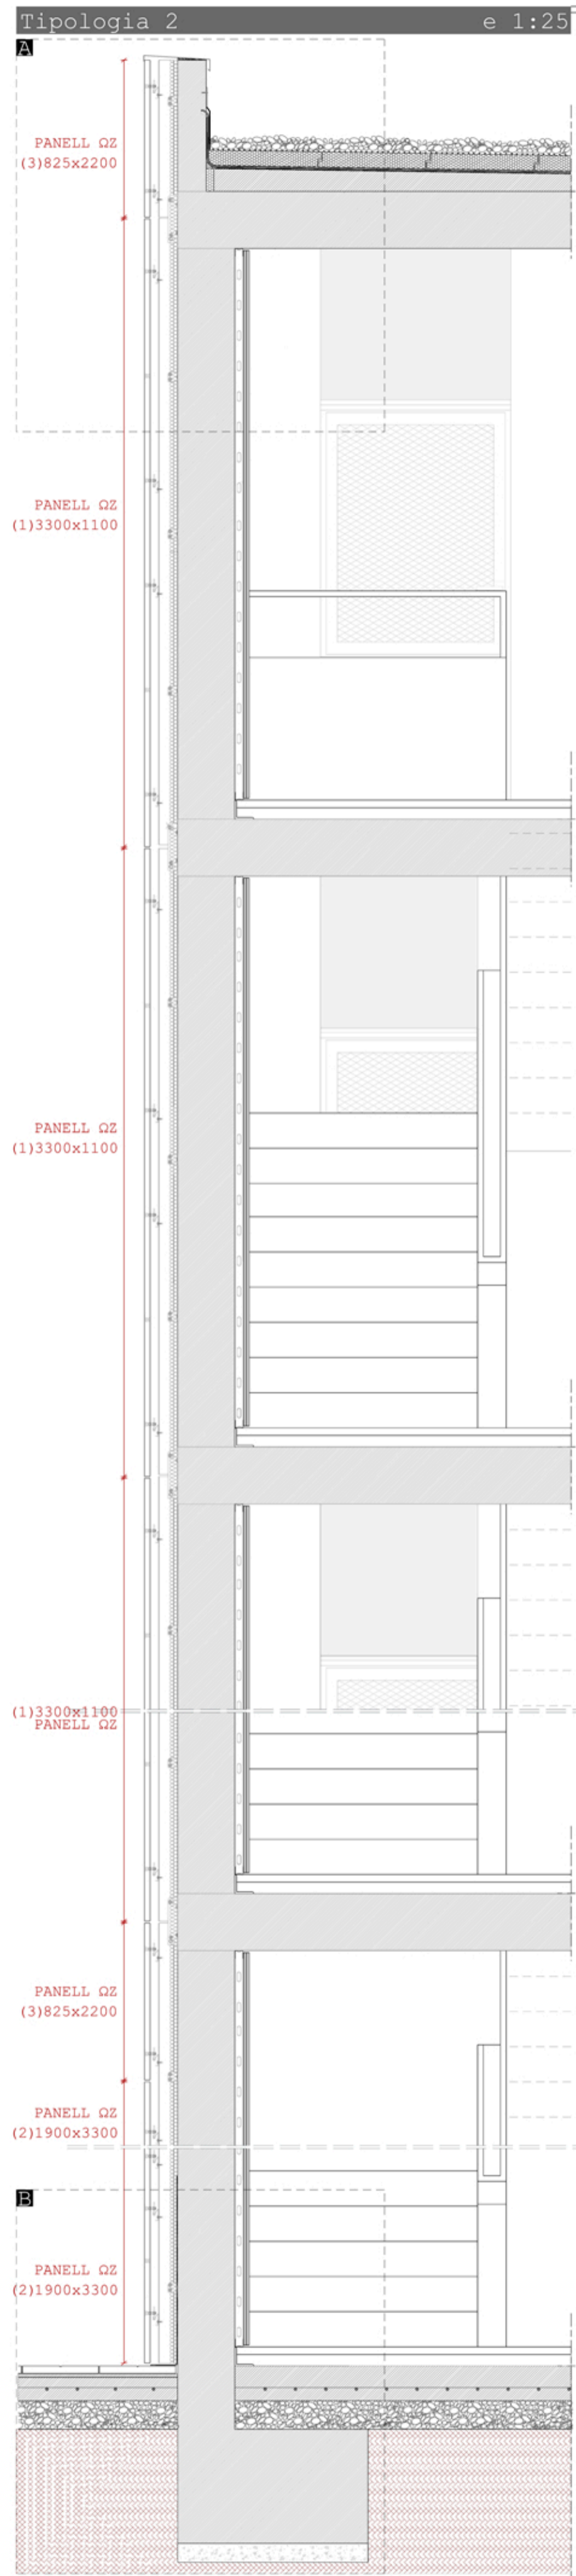 Tipologia 2 e 1:25
A
PANELL ΩZ
(3)825x2200
PANELL ΩZ
(1)3300x1100
PANELL ΩZ
(1)3300x1100
(1)3300x1100
PANELL ΩZ
PANELL ΩZ
(3)825x2200
PANELL ΩZ
(2)1900x3300
B
PANELL ΩZ
(2)1900x3300